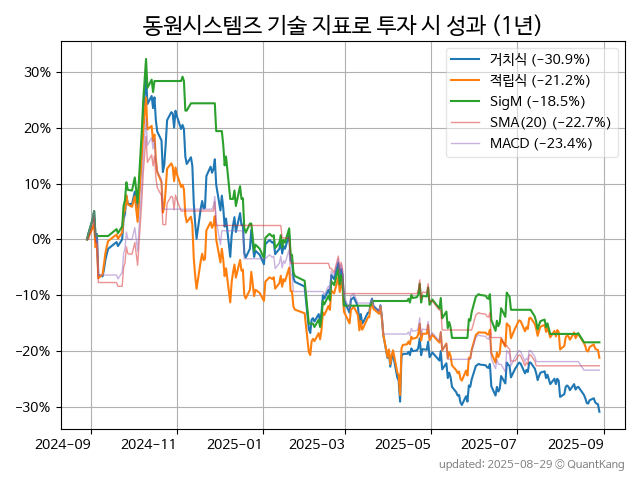 동원시스템즈 기술 지표로 투자 시 성과 (1년)
거치식 (−30.9%)
적립식 (−21.2%)
SigM (−18.5%)
SMA(20) (−22.7%)
MACD (−23.4%)
30%
20%
10%
0%
−10%
−20%
−30%
2024−09 2024−11 2025−01 2025−03 2025−05 2025−07 2025−09
updated: 2025−08−29 © QuantKang